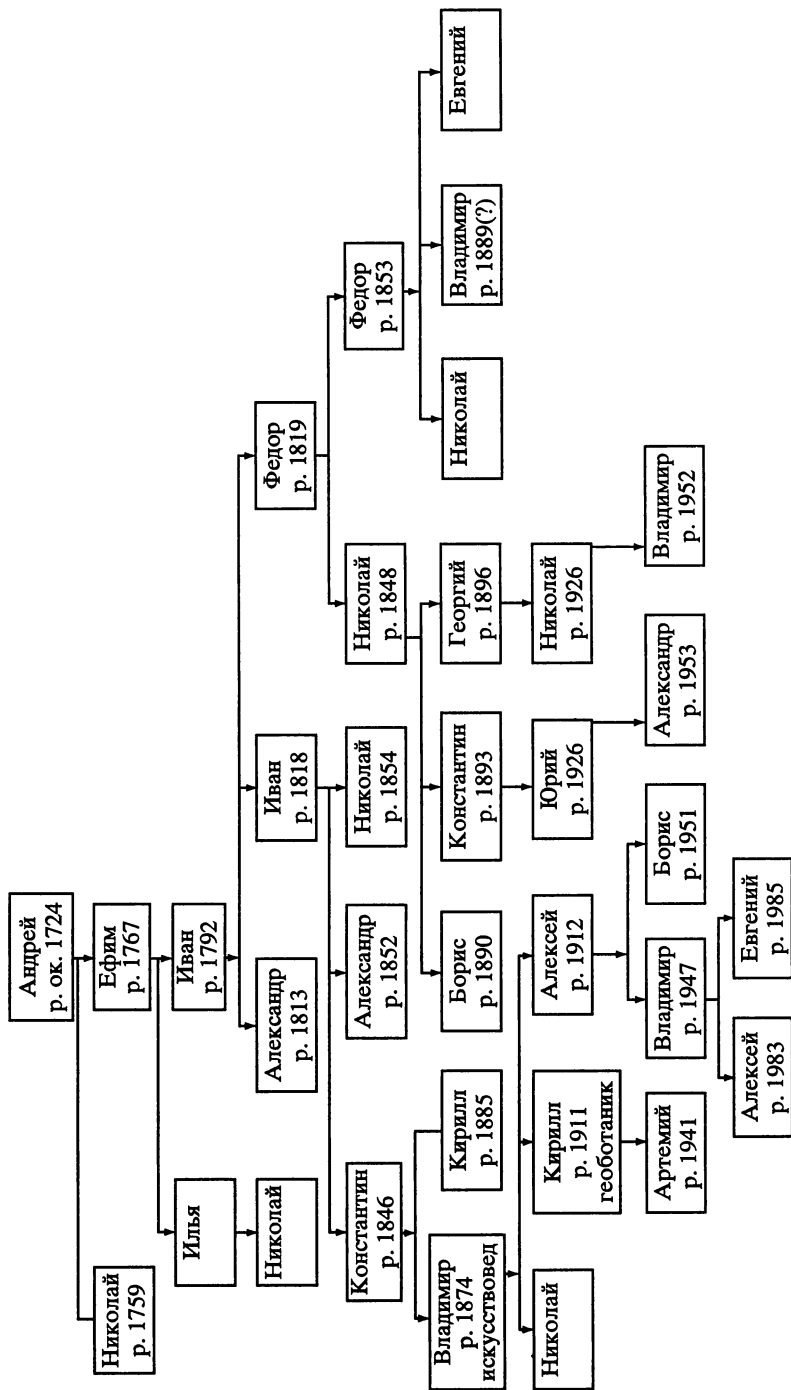 Андрей
р. ок. 1724
Николай
р. 1759
Ефим
р. 1767
Илья
Иван
р. 1792
Николай
Александр
р. 1813
Иван
р. 1818
Федор
р. 1819
Константин
р. 1846
Александр
р. 1852
Николай
р. 1854
Николай
р. 1848
Федор
р. 1853
Владимир
р. 1874
искусствовед
Кирилл
р. 1885
Борис
р. 1890
Константин
р. 1893
Георгий
р. 1896
Николай
Владимир
р. 1889(?)
Евгений
Николай
Кирилл
р. 1911
геоботаник
Алексей
р. 1912
Юрий
р. 1926
Николай
р. 1926
Артемий
р. 1941
Владимир
р. 1947
Борис
р. 1951
Александр
р. 1953
Владимир
р. 1952
Алексей
р. 1983
Евгений
р. 1985